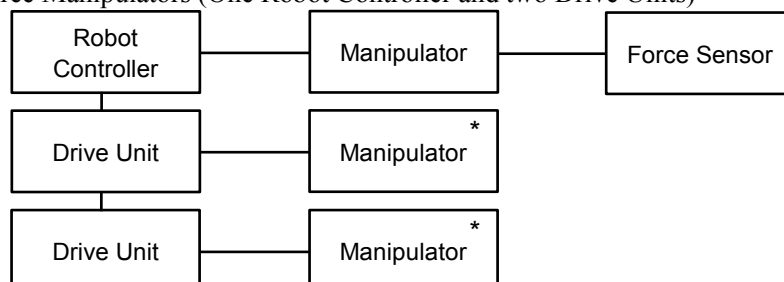 ree Manipulators (One Robot Controller and two Drive Units)
Robot
Controller
Manipulator
Force Sensor
Drive Unit
Manipulator *
Drive Unit
Manipulator *